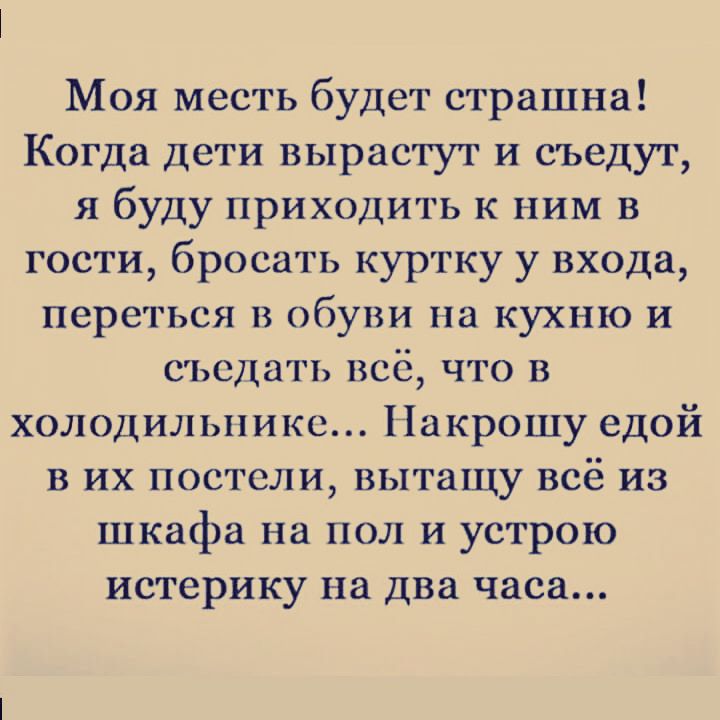 Моя месть будет страшна!
Когда дети вырастут и съедут,
я буду приходить к ним в
гости, бросать куртку у входа,
переться в обуви на кухню и
съедать всё, что в
холодильнике... Накрошу едой
в их постели, вытащу всё из
шкафа на пол и устрою
истерику на два часа...